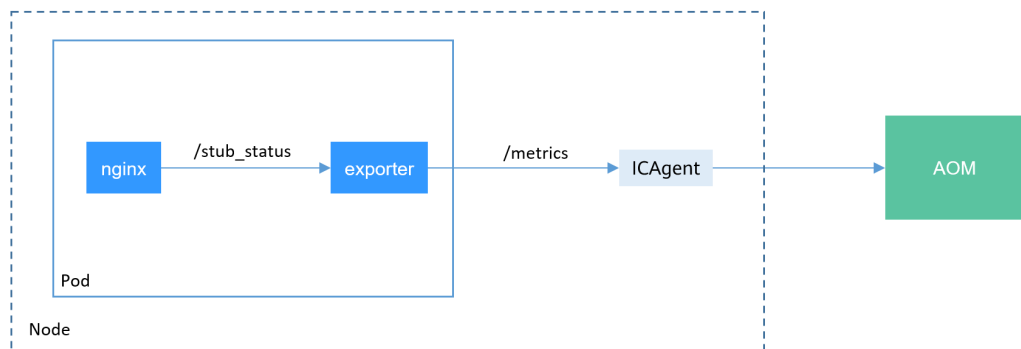 /stub_status
/metrics
nginx
exporter
ICAgent
AOM
Pod
Node